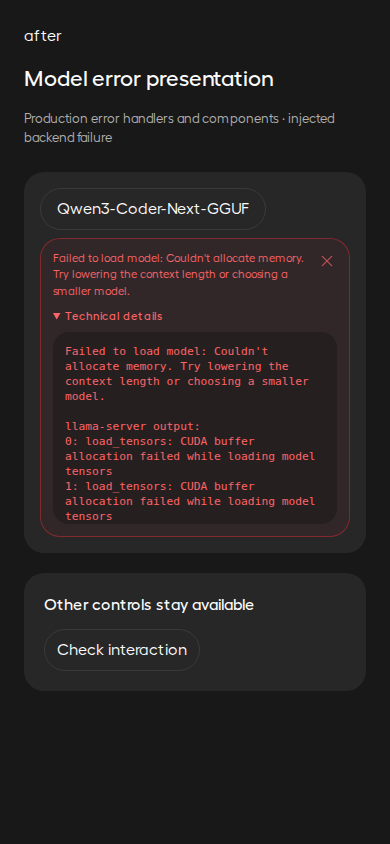 after
Model error presentation
Production error handlers and components · injected
backend failure
Qwen3-Coder-Next-GGUF
Failed to load model: Couldn't allocate memory.
Try lowering the context length or choosing a
smaller model.
▼ Technical details
Failed to load model: Couldn't
allocate memory. Try lowering the
context length or choosing a smaller
model.
llama-server output:
0: load_tensors: CUDA buffer
allocation failed while loading model
tensors
1: load_tensors: CUDA buffer
allocation failed while loading model
tensors
Other controls stay available
Check interaction